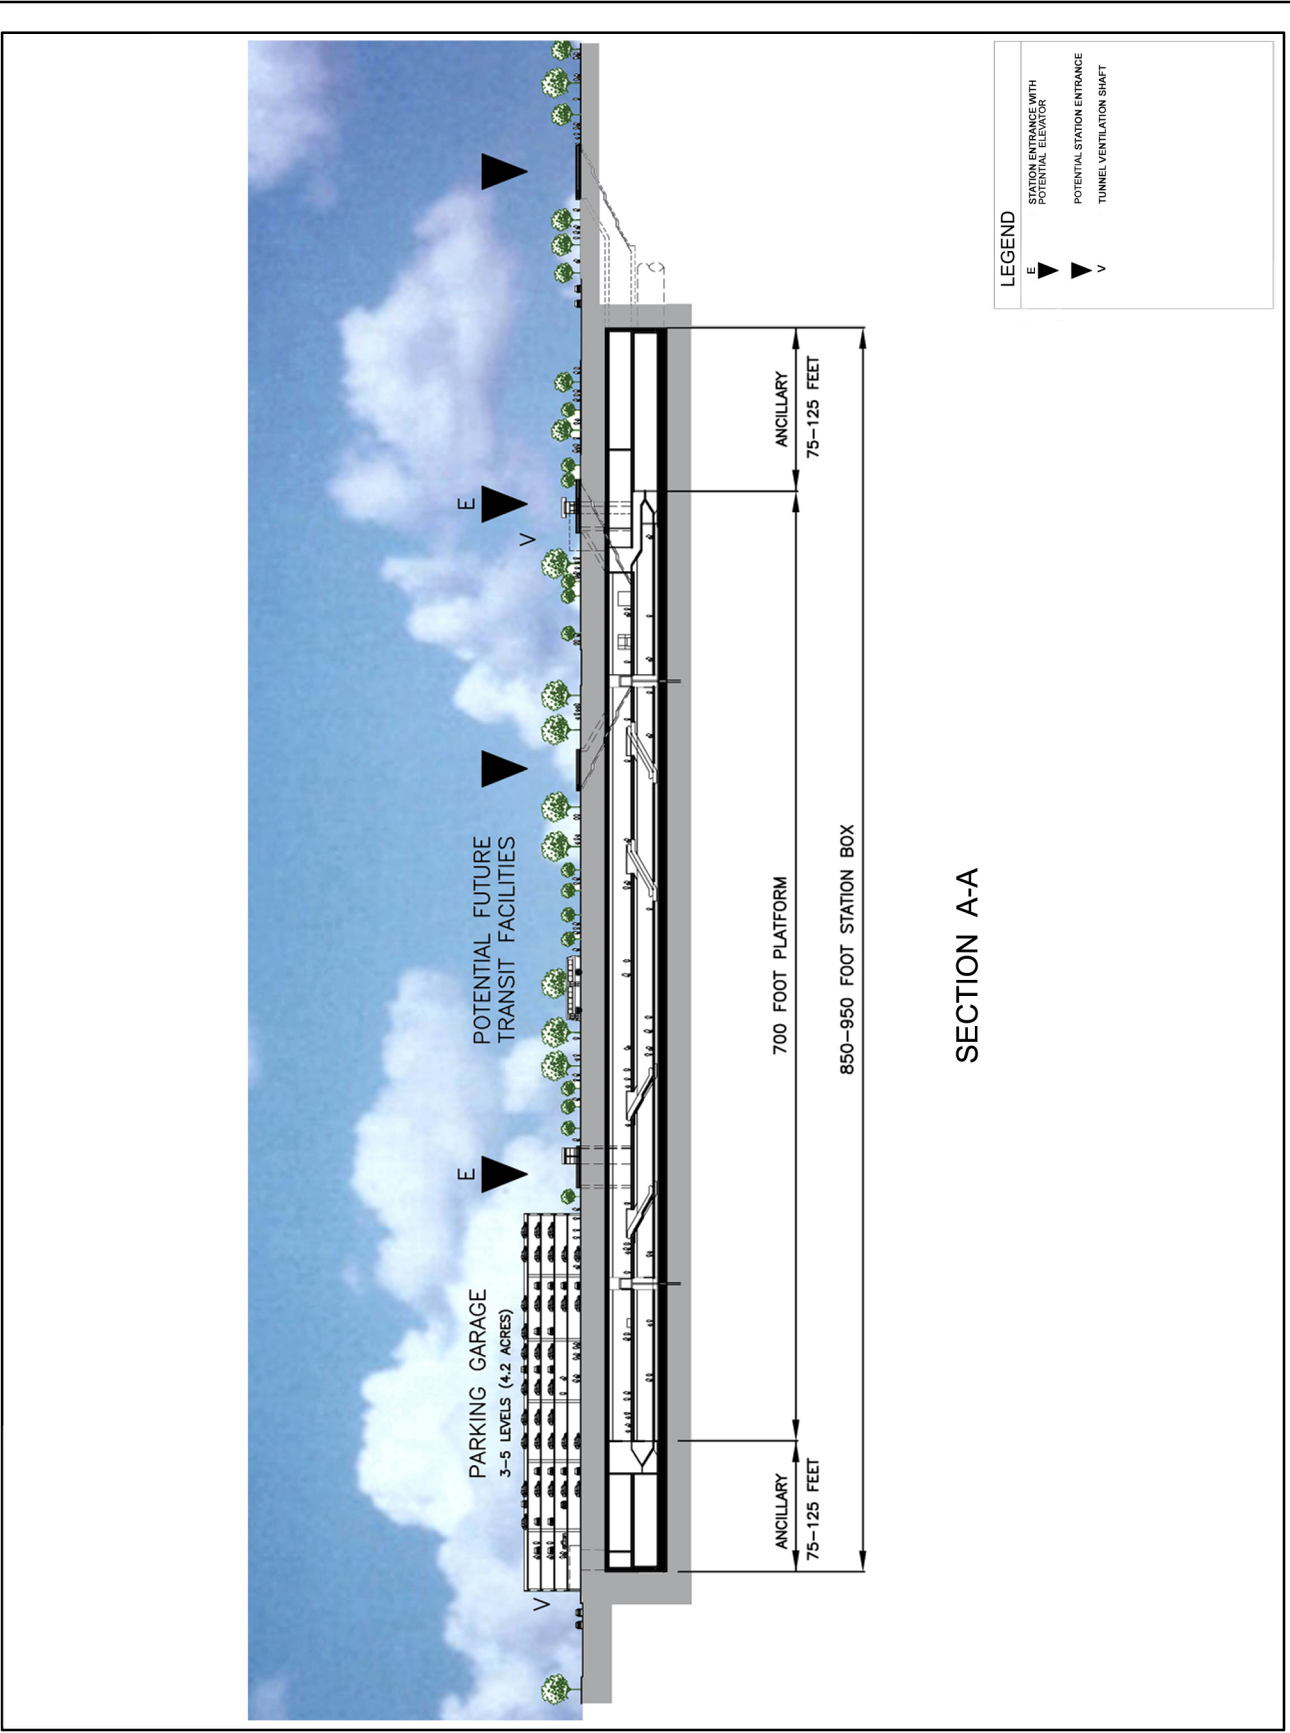 E
V
E
V
PARKING GARAGE
3-5 LEVELS (4.2 ACRES)
POTENTIAL FUTURE
TRANSIT FACILITIES
ANCILLARY
75-125 FEET
700 FOOT PLATFORM
ANCILLARY
75-125 FEET
850-950 FOOT STATION BOX
SECTION A-A
LEGEND
E
STATION ENTRANCE WITH
POTENTIAL ELEVATOR
POTENTIAL STATION ENTRANCE
V TUNNEL VENTILATION SHAFT